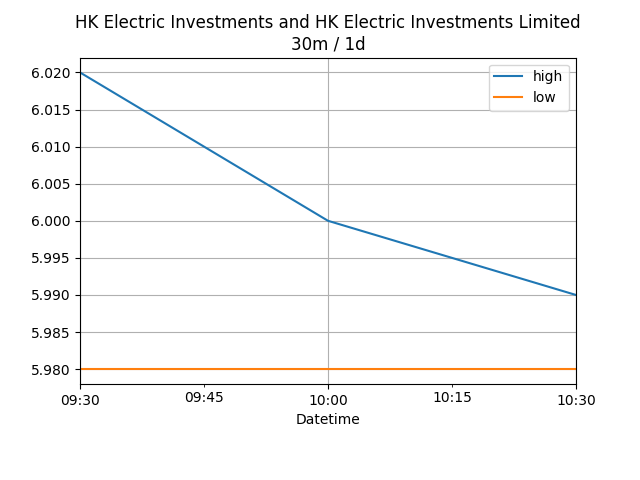 HK Electric Investments and HK Electric Investments Limited
30m / 1d
high
low
6.020
6.015
6.010
6.005
6.000
5.995
5.990
5.985
5.980
09:30 09:45 10:00 10:15 10:30
Datetime